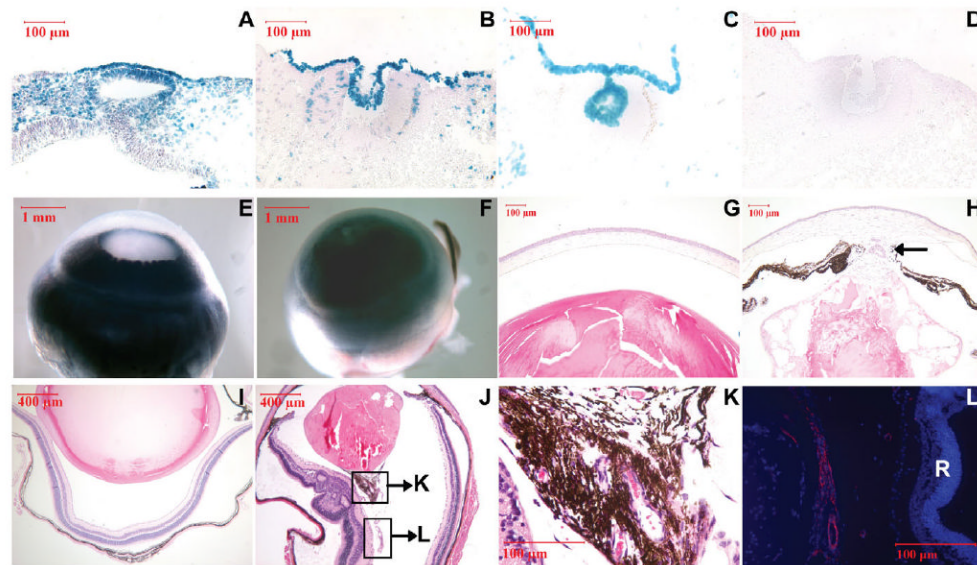 100 µm A
100 µm B
100 µm C
100 µm D
1 mm E
1 mm F
100 µm G
100 µm H
400 µm I
400 µm J
K
L
K
100 µm
L
R
100 µm